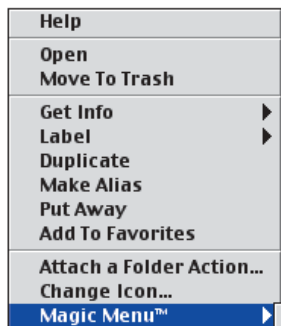 Help
Open
Move To Trash
Get Info
Label
Duplicate
Make Alias
Put Away
Add To Favorites
Attach a Folder Action...
Change Icon...
Magic Menu™